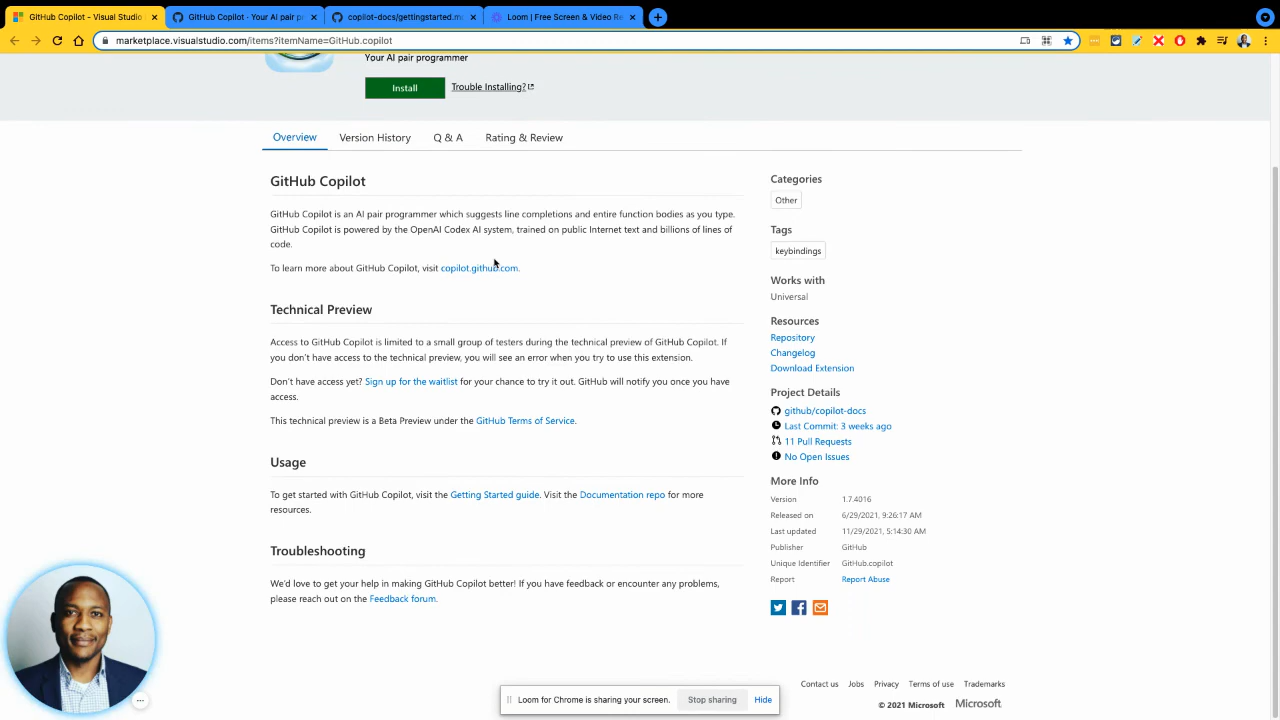 GitHub Copilot - Visual Studio
GitHub Copilot · Your AI pair p
copilot-docs/gettingstarted.m
Loom | Free Screen & Video Re
marketplace.visualstudio.com/items?itemName=GitHub.copilot
Your AI pair programmer
Install
Trouble Installing?
Overview
Version History
Q & A
Rating & Review
GitHub Copilot
GitHub Copilot is an AI pair programmer which suggests line completions and entire function bodies as you type.
GitHub Copilot is powered by the OpenAI Codex AI system, trained on public Internet text and billions of lines of
code.
To learn more about GitHub Copilot, visit copilot.github.com.
Technical Preview
Access to GitHub Copilot is limited to a small group of testers during the technical preview of GitHub Copilot. If
you don't have access to the technical preview, you will see an error when you try to use this extension.
Don't have access yet? Sign up for the waitlist for your chance to try it out. GitHub will notify you once you have
access.
This technical preview is a Beta Preview under the GitHub Terms of Service.
Usage
To get started with GitHub Copilot, visit the Getting Started guide. Visit the Documentation repo for more
resources.
Troubleshooting
We'd love to get your help in making GitHub Copilot better! If you have feedback or encounter any problems,
please reach out on the Feedback forum.
Categories
Other
Tags
keybindings
Works with
Universal
Resources
Repository
Changelog
Download Extension
Project Details
github/copilot-docs
Last Commit: 3 weeks ago
11 Pull Requests
No Open Issues
More Info
Version 1.7.4016
Released on 6/29/2021, 9:26:17 AM
Last updated 11/29/2021, 5:14:30 AM
Publisher GitHub
Unique Identifier GitHub.copilot
Report Report Abuse
Loom for Chrome is sharing your screen.
Stop sharing
Hide
Contact us Jobs Privacy Terms of use Trademarks
© 2021 Microsoft Microsoft